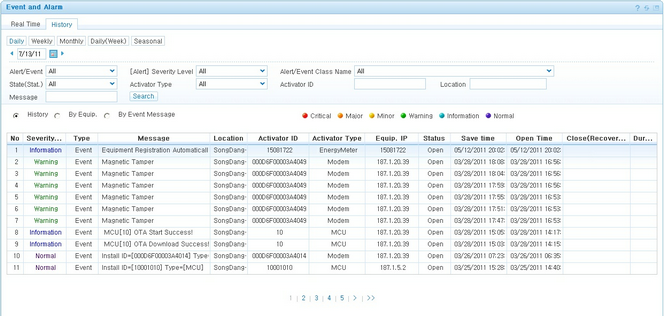 Event and Alarm
Real Time History
Daily Weekly Monthly Daily(Week) Seasonal
7/13/11
Alert/Event All [Alert] Severity Level All Alert/Event Class Name All
State(Stat.) All Activator Type All Activator ID Location
Message Search
History By Equip. By Event Message Critical Major Minor Warning Information Normal
No Severity... Type Message Location Activator ID Activator Type Equip. IP Status Save time Open Time Close(Recover... Dur...
1 Information Event Equipment Registration Automaticall SongDang- 15081722 EnergyMeter 15081722 Open 05/12/2011 20:02: 05/12/2011 20:02:
2 Warning Event Magnetic Tamper SongDang- 000D6F00003A4049 Modem 187.1.20.39 Open 03/28/2011 18:08: 03/28/2011 16:56:
3 Warning Event Magnetic Tamper SongDang- 000D6F00003A4049 Modem 187.1.20.39 Open 03/28/2011 18:04: 03/28/2011 16:56:
4 Warning Event Magnetic Tamper SongDang- 000D6F00003A4049 Modem 187.1.20.39 Open 03/28/2011 17:59: 03/28/2011 16:56:
5 Warning Event Magnetic Tamper SongDang- 000D6F00003A4049 Modem 187.1.20.39 Open 03/28/2011 17:55: 03/28/2011 16:53:
6 Warning Event Magnetic Tamper SongDang- 000D6F00003A4049 Modem 187.1.20.39 Open 03/28/2011 17:51: 03/28/2011 16:53:
7 Warning Event Magnetic Tamper SongDang- 000D6F00003A4049 Modem 187.1.20.39 Open 03/28/2011 17:47: 03/28/2011 16:53:
8 Information Event MCU[10] OTA Start Success! SongDang- 10 MCU 187.1.20.39 Open 03/28/2011 15:05: 03/28/2011 14:17:
9 Information Event MCU[10] OTA Download Success! SongDang- 10 MCU 187.1.20.39 Open 03/28/2011 15:03: 03/28/2011 14:15:
10 Normal Event Install ID=[000D6F00003A4014] Type- SongDang- 000D6F00003A4014 Modem 187.1.20.39 Open 03/26/2011 07:23: 03/26/2011 06:35:
11 Normal Event Install ID=[10001010] Type=[MCU] SongDang- 10001010 MCU 187.1.5.2 Open 03/25/2011 15:28: 03/25/2011 14:40:
1 | 2 | 3 | 4 | 5 | > | >>